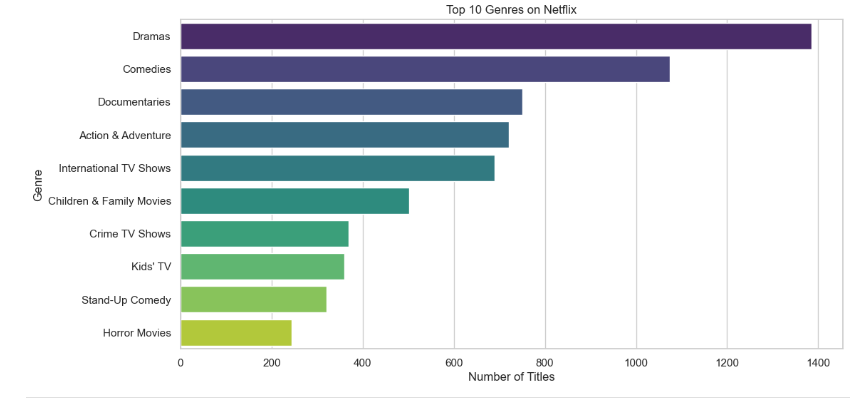 Top 10 Genres on Netflix
Genre
Dramas
Comedies
Documentaries
Action & Adventure
International TV Shows
Children & Family Movies
Crime TV Shows
Kids' TV
Stand-Up Comedy
Horror Movies
0 200 400 600 800 1000 1200 1400
Number of Titles